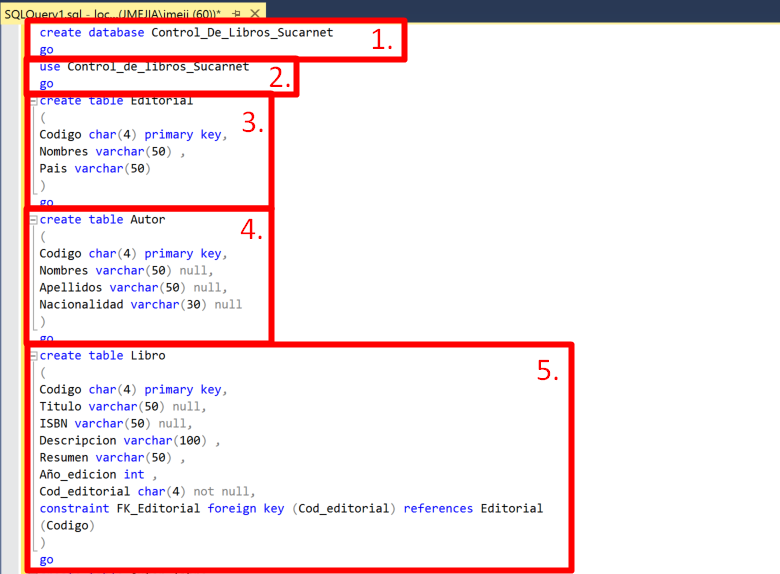 SQLQuery1.sql - loc...(JMEJIA\jmeji (60))*
create database Control_De_Libros_Sucarnet
1.
go
use Control_de_libros_Sucarnet
2.
go
create table Editorial
3.
(
Codigo char(4) primary key,
Nombres varchar(50) ,
Pais varchar(50)
)
go
create table Autor
4.
(
Codigo char(4) primary key,
Nombres varchar(50) null,
Apellidos varchar(50) null,
Nacionalidad varchar(30) null
)
go
create table Libro
5.
(
Codigo char(4) primary key,
Titulo varchar(50) null,
ISBN varchar(50) null,
Descripcion varchar(100) ,
Resumen varchar(50) ,
Año_edicion int ,
Cod_editorial char(4) not null,
constraint FK_Editorial foreign key (Cod_editorial) references Editorial
(Codigo)
)
go